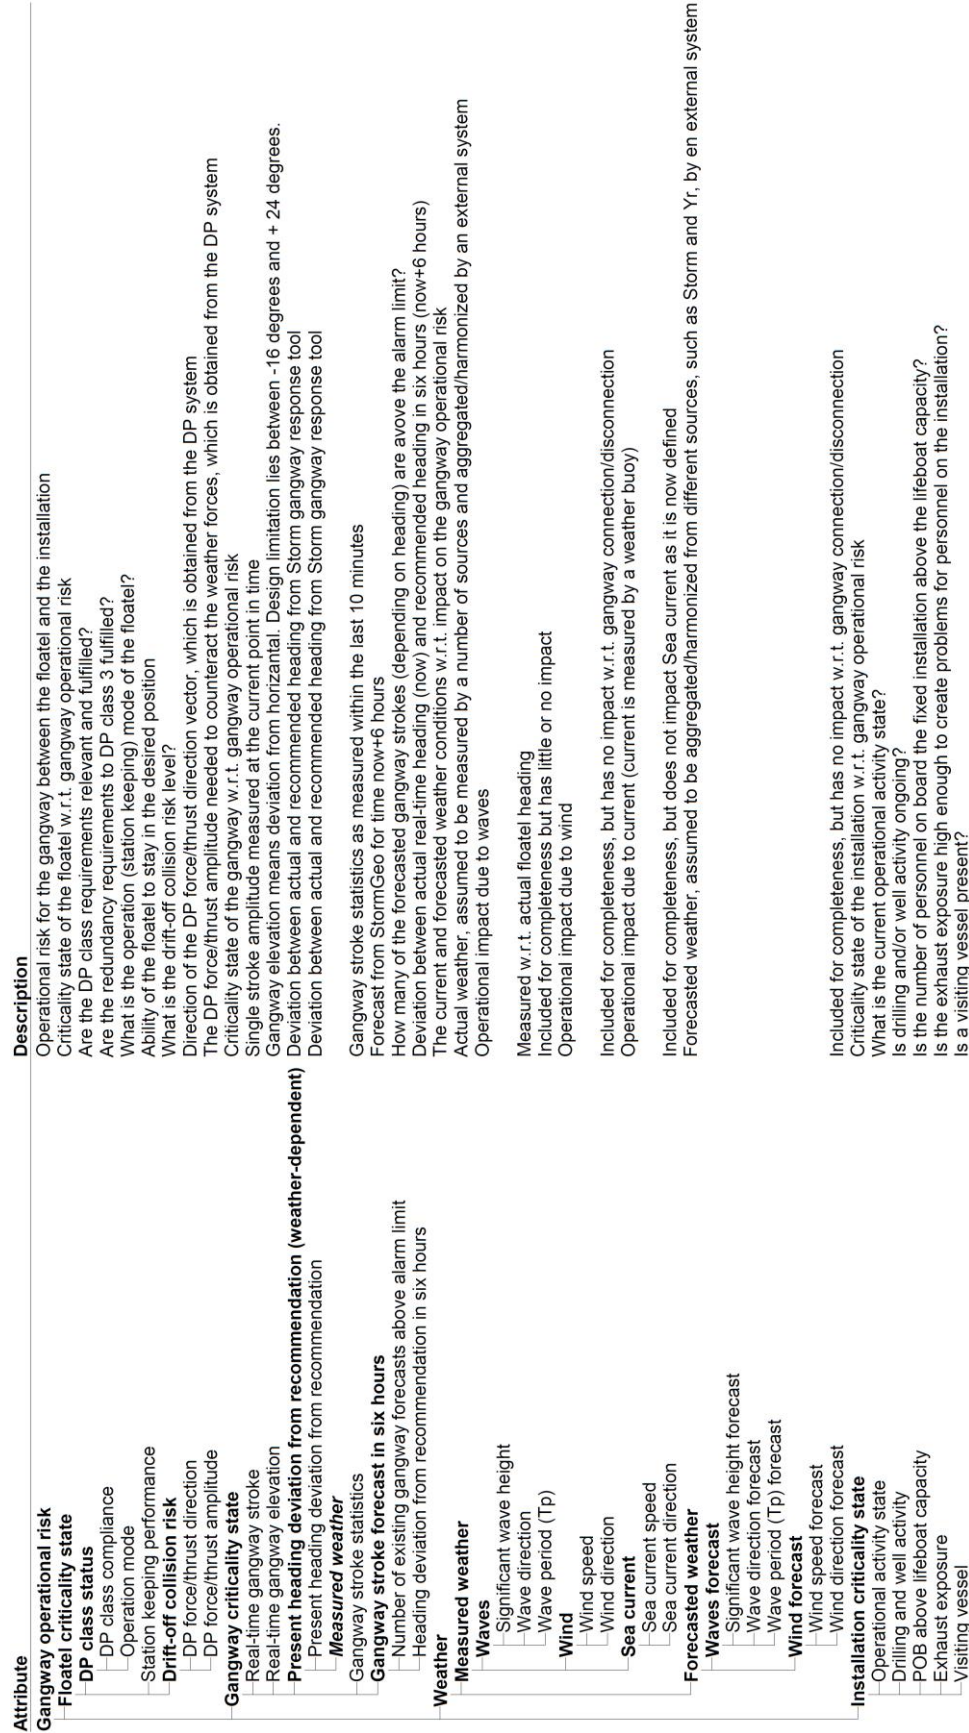 Attribute Description
Gangway operational risk Operational risk for the gangway between the floatel and the installation
Floatel criticality state Criticality state of the floatel w.r.t. gangway operational risk
DP class status Are the DP class requirements relevant and fulfilled?
DP class compliance Are the redundancy requirements to DP class 3 fulfilled?
Operation mode What is the operation (station keeping) mode of the floatel?
Station keeping performance Ability of the floatel to stay in the desired position
Drift-off collision risk What is the drift-off collision risk level?
DP force/thrust direction Direction of the DP force/thrust direction vector, which is obtained from the DP system
DP force/thrust amplitude The DP force/thrust amplitude needed to counteract the weather forces, which is obtained from the DP system
Gangway criticality state Criticality state of the gangway w.r.t. gangway operational risk
Real-time gangway stroke Single stroke amplitude measured at the current point in time
Real-time gangway elevation Gangway elevation means deviation from horizantal. Design limitation lies between -16 degrees and + 24 degrees.
Present heading deviation from recommendation (weather-dependent) Deviation between actual and recommended heading from Storm gangway response tool
Present heading deviation from recommendation Deviation between actual and recommended heading from Storm gangway response tool
Measured weather
Gangway stroke statistics Gangway stroke statistics as measured within the last 10 minutes
Gangway stroke forecast in six hours Forecast from StormGeo for time now+6 hours
Number of existing gangway forecasts above alarm limit How many of the forecasted gangway strokes (depending on heading) are avove the alarm limit?
Heading deviation from recommendation in six hours Deviation between actual real-time heading (now) and recommended heading in six hours (now+6 hours)
Weather The current and forecasted weather conditions w.r.t. impact on the gangway operational risk
Measured weather Actual weather, assumed to be measured by a number of sources and aggregated/harmonized by an external system
Waves Operational impact due to waves
Significant wave height
Wave direction Measured w.r.t. actual floatel heading
Wave period (Tp) Included for completeness but has little or no impact
Wind Operational impact due to wind
Wind speed
Wind direction Included for completeness, but has no impact w.r.t. gangway connection/disconnection
Sea current Operational impact due to current (current is measured by a weather buoy)
Sea current speed
Sea current direction Included for completeness, but does not impact Sea current as it is now defined
Forecasted weather Forecasted weather, assumed to be aggregated/harmonized from different sources, such as Storm and Yr, by en external system
Waves forecast
Significant wave height forecast
Wave direction forecast
Wave period (Tp) forecast
Wind forecast
Wind speed forecast
Wind direction forecast Included for completeness, but has no impact w.r.t. gangway connection/disconnection
Installation criticality state Criticality state of the installation w.r.t. gangway operational risk
Operational activity state What is the current operational activity state?
Drilling and well activity Is drilling and/or well activity ongoing?
POB above lifeboat capacity Is the number of personnel on board the fixed installation above the lifeboat capacity?
Exhaust exposure Is the exhaust exposure high enough to create problems for personnel on the installation?
Visiting vessel Is a visiting vessel present?